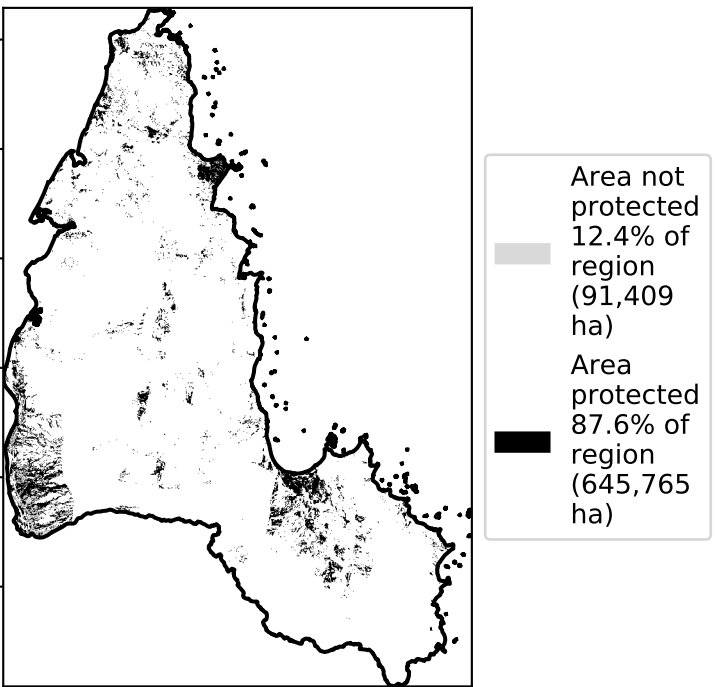 Area not
protected
12.4% of
region
(91,409
ha)
Area
protected
87.6% of
region
(645,765
ha)